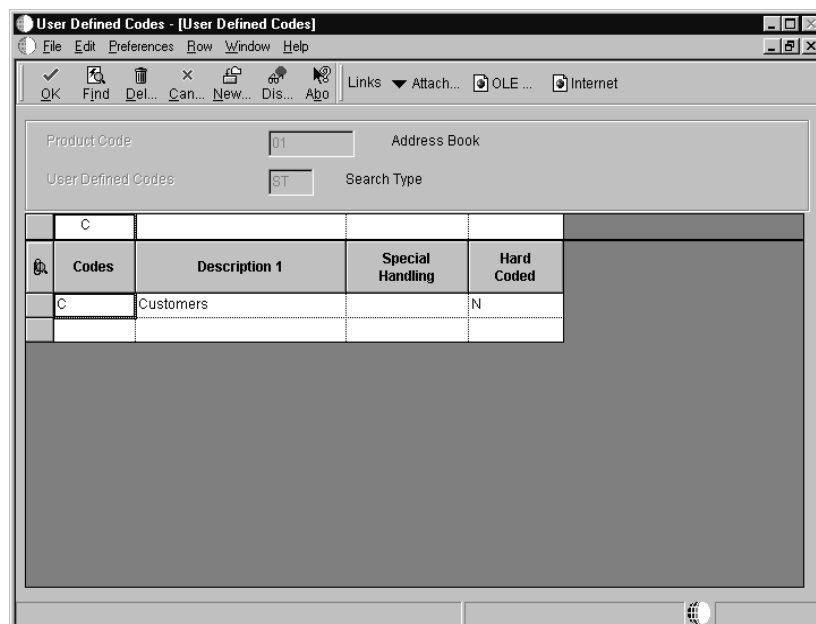 User Defined Codes - [User Defined Codes]
File Edit Preferences Row Window Help
OK Find Del... Can... New... Dis... Abo Links Attach... OLE ... Internet
Product Code 01 Address Book
User Defined Codes ST Search Type
C
Codes Description 1 Special Handling Hard Coded
C Customers N